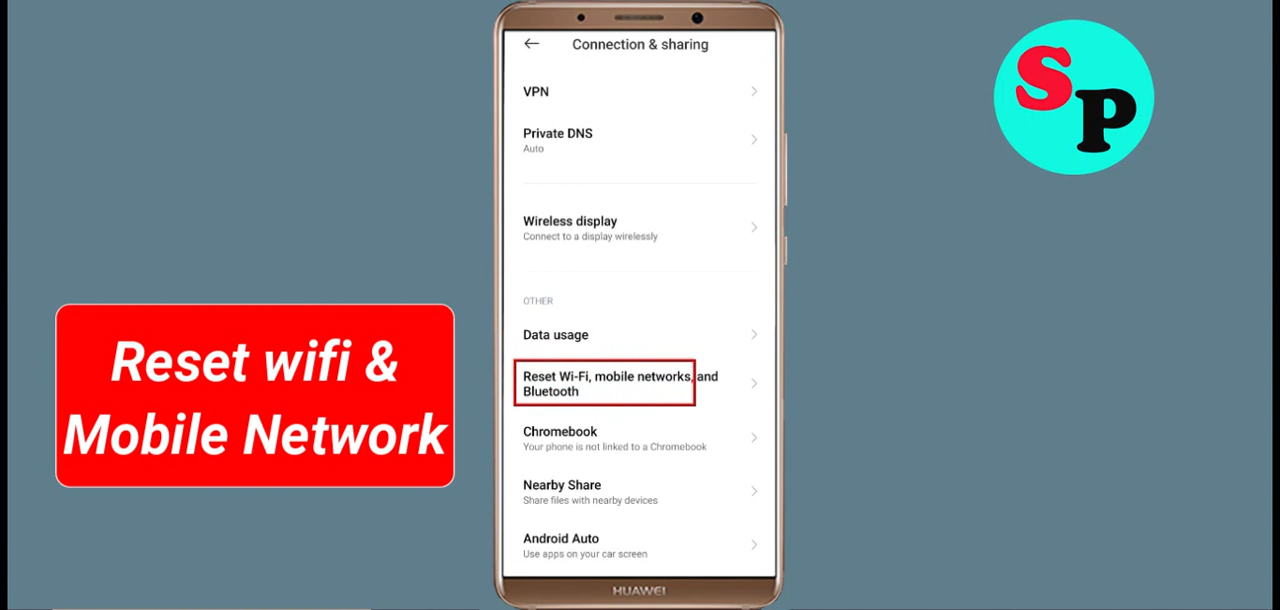 Connection & sharing
VPN
Private DNS
Auto
Wireless display
Connect to a display wirelessly
OTHER
Data usage
Reset Wi-Fi, mobile networks, and
Bluetooth
Chromebook
Your phone is not linked to a Chromebook
Nearby Share
Share files with nearby devices
Android Auto
Use apps on your car screen
HUAWEI
Reset wifi &
Mobile Network
SP